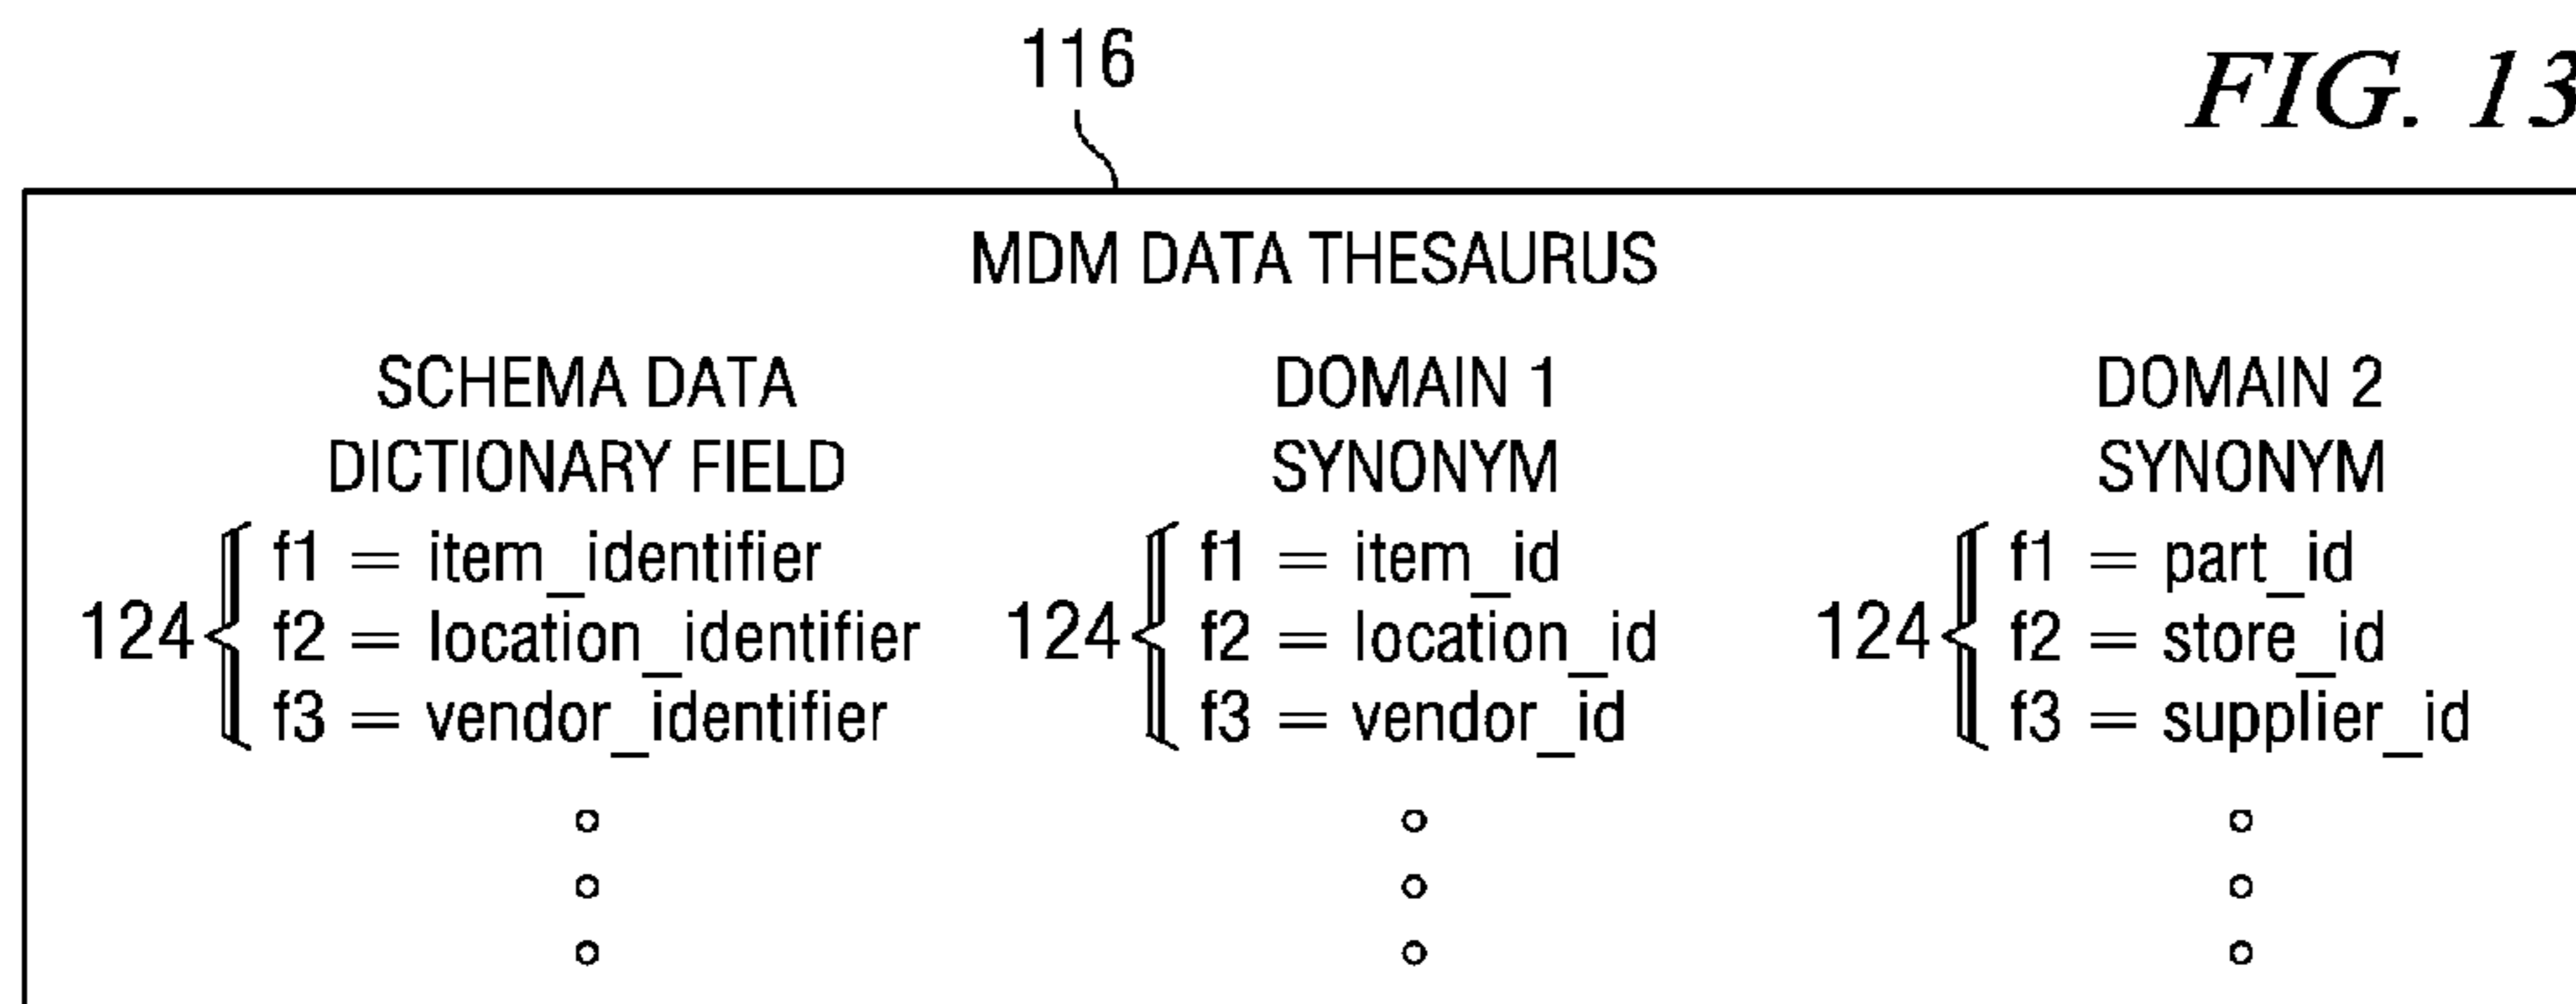 116
FIG. 13
MDM DATA THESAURUS
SCHEMA DATA
DICTIONARY FIELD
DOMAIN 1
SYNONYM
DOMAIN 2
SYNONYM
124
f1 = item_identifier
f2 = location_identifier
f3 = vendor_identifier
124
f1 = item_id
f2 = location_id
f3 = vendor_id
124
f1 = part_id
f2 = store_id
f3 = supplier_id